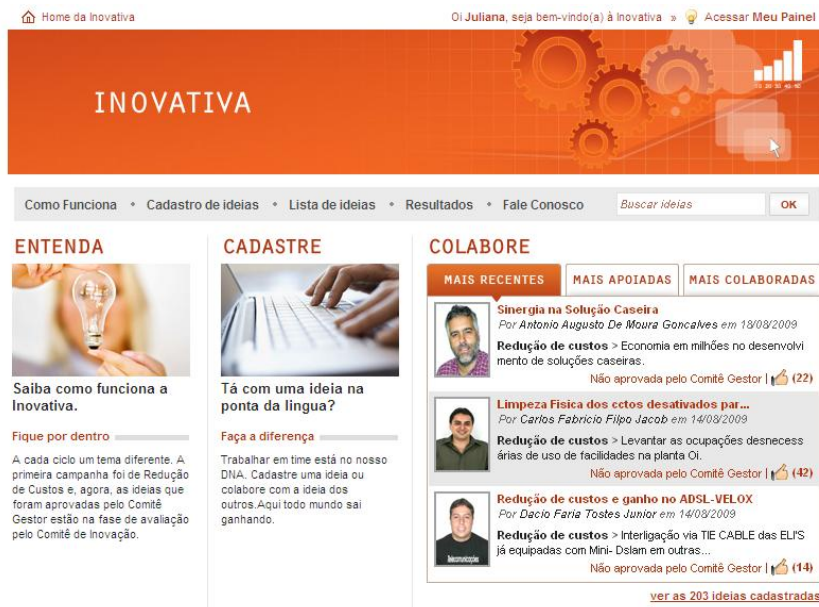 Home da Inovativa
Oi Juliana, seja bem-vindo(a) à Inovativa » Acessar Meu Painel
INOVATIVA
10 20 30 40 50
Como Funciona • Cadastro de ideias • Lista de ideias • Resultados • Fale Conosco
Buscar ideias
OK
ENTENDA
Saiba como funciona a
Inovativa.
Fique por dentro
A cada ciclo um tema diferente. A
primeira campanha foi de Redução
de Custos e, agora, as ideias que
foram aprovadas pelo Comitê
Gestor estão na fase de avaliação
pelo Comitê de Inovação.
CADASTRE
Tá com uma ideia na
ponta da lingua?
Faça a diferença
Trabalhar em time está no nosso
DNA. Cadastre uma ideia ou
colabore com a ideia dos
outros.Aqui todo mundo sai
ganhando.
COLABORE
MAIS RECENTES
MAIS APOIADAS
MAIS COLABORADAS
Sinergia na Solução Caseira
Por Antonio Augusto De Moura Goncalves em 18/08/2009
Redução de custos > Economia em milhões no desenvolvi
mento de soluções caseiras.
Não aprovada pelo Comitê Gestor | (22)
Limpeza Fisica dos cctos desativados par...
Por Carlos Fabricio Filpo Jacob em 14/08/2009
Redução de custos > Levantar as ocupações desnecess
árias de uso de facilidades na planta Oi.
Não aprovada pelo Comitê Gestor | (42)
Redução de custos e ganho no ADSL-VELOX
Por Dacio Faria Tostes Junior em 14/08/2009
Redução de custos > Interligação via TIE CABLE das ELI'S
já equipadas com Mini- Dslam em outras...
Não aprovada pelo Comitê Gestor | (14)
Telecomunicações
ver as 203 ideias cadastradas